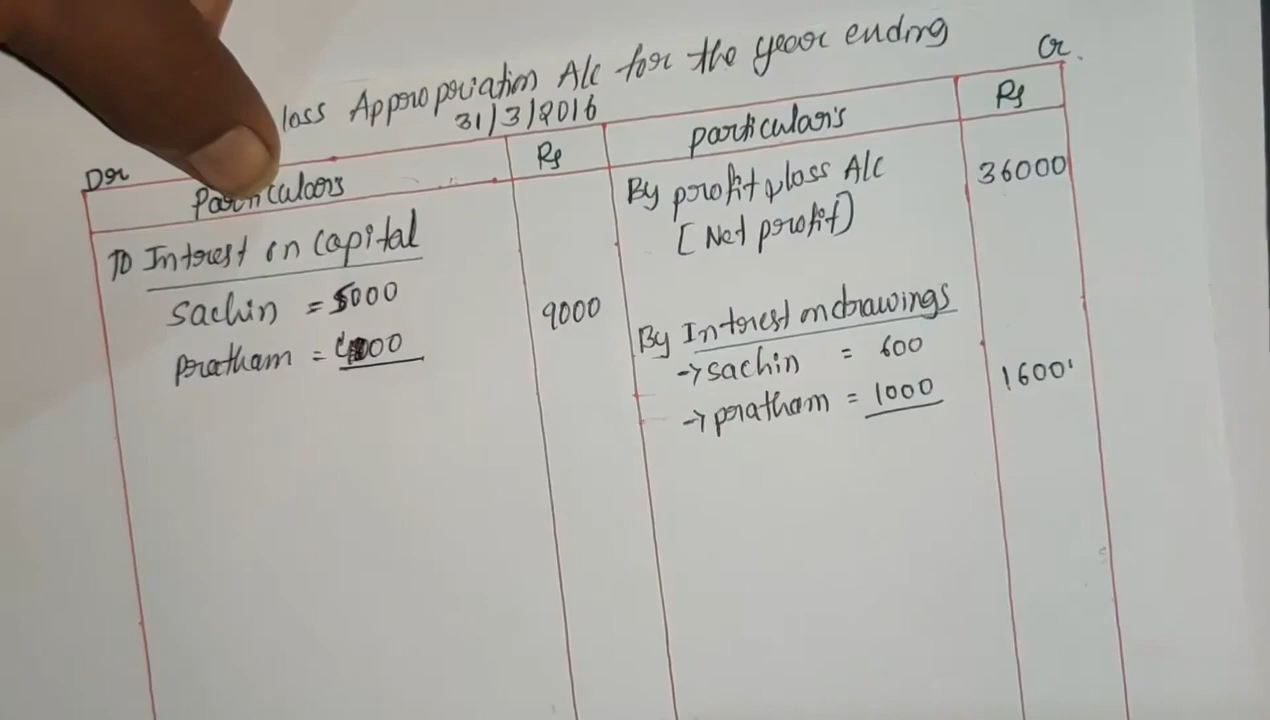 loss Appropriation A/c for the year ending
31/3/2016
Dr
Cr.
Particulars
Rs
particulars
Rs
To Interest on capital
Sachin = 5000
pratham = 4000
9000
By profit & loss A/c
[Net profit)
36000
By Interest on drawings
→ sachin = 600
→ pratham = 1000
1600